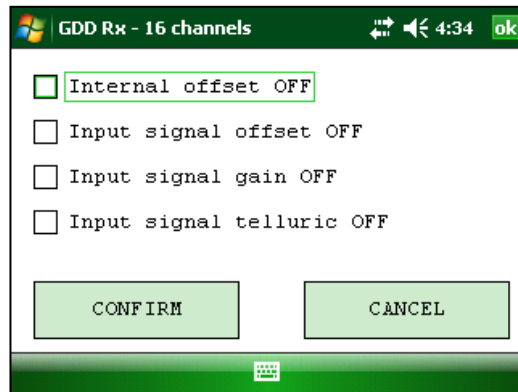 GDD Rx - 16 channels 4:34 ok
Internal offset OFF
Input signal offset OFF
Input signal gain OFF
Input signal telluric OFF
CONFIRM CANCEL